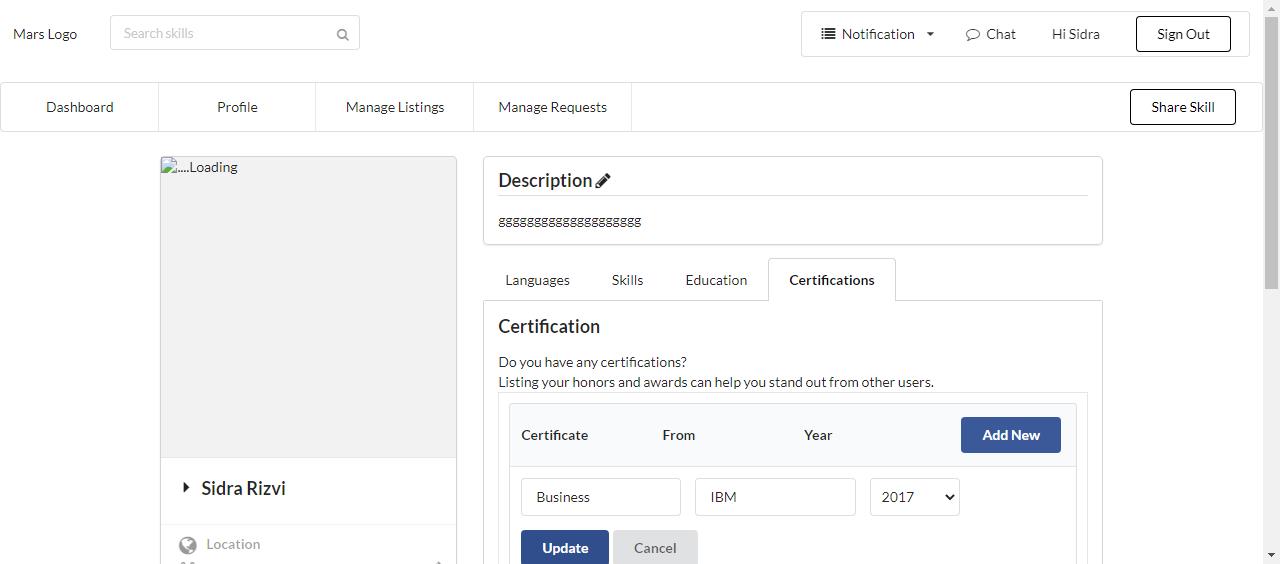 Mars Logo
Search skills
Notification
Chat
Hi Sidra
Sign Out
Dashboard
Profile
Manage Listings
Manage Requests
Share Skill
....Loading
Sidra Rizvi
Location
Description
gggggggggggggggggggg
Languages
Skills
Education
Certifications
Certification
Do you have any certifications?
Listing your honors and awards can help you stand out from other users.
Certificate
From
Year
Add New
Business
IBM
2017
Update
Cancel